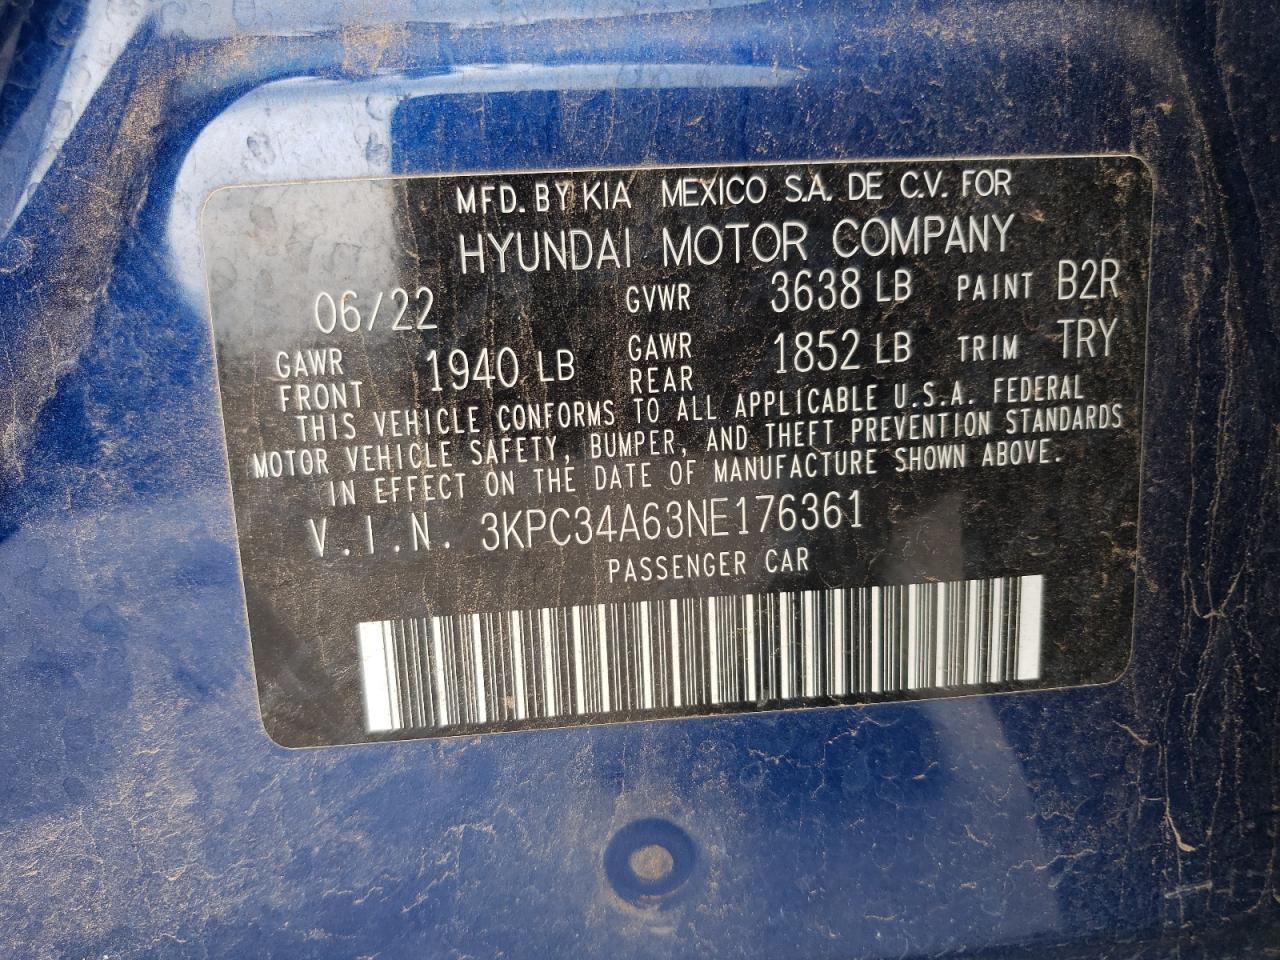 MFD. BY KIA MEXICO S.A. DE C.V. FOR
HYUNDAI MOTOR COMPANY
06/22 GVWR 3638 LB PAINT B2R
GAWR FRONT 1940 LB GAWR REAR 1852 LB TRIM TRY
THIS VEHICLE CONFORMS TO ALL APPLICABLE U.S.A. FEDERAL
MOTOR VEHICLE SAFETY, BUMPER, AND THEFT PREVENTION STANDARDS
IN EFFECT ON THE DATE OF MANUFACTURE SHOWN ABOVE.
V.I.N. 3KPC34A63NE176361
PASSENGER CAR